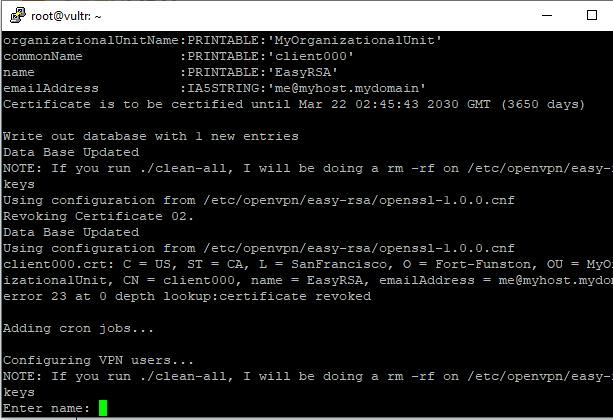 root@vultr: ~
organizationalUnitName:PRINTABLE:'MyOrganizationalUnit'
commonName            :PRINTABLE:'client000'
name                  :PRINTABLE:'EasyRSA'
emailAddress          :IA5STRING:'me@myhost.mydomain'
Certificate is to be certified until Mar 22 02:45:43 2030 GMT (3650 days)
Write out database with 1 new entries
Data Base Updated
NOTE: If you run ./clean-all, I will be doing a rm -rf on /etc/openvpn/easy-
keys
Using configuration from /etc/openvpn/easy-rsa/openssl-1.0.0.cnf
Revoking Certificate 02.
Data Base Updated
Using configuration from /etc/openvpn/easy-rsa/openssl-1.0.0.cnf
client000.crt: C = US, ST = CA, L = SanFrancisco, O = Fort-Funston, OU = MyO
izationalUnit, CN = client000, name = EasyRSA, emailAddress = me@myhost.mydo
error 23 at 0 depth lookup:certificate revoked
Adding cron jobs...
Configuring VPN users...
NOTE: If you run ./clean-all, I will be doing a rm -rf on /etc/openvpn/easy-
keys
Enter name: